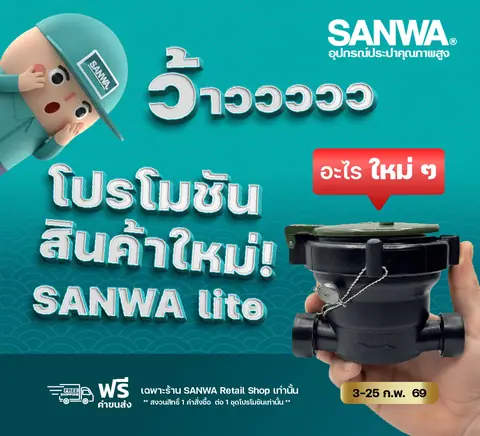 SANWA®
อุปกรณ์ประปาคุณภาพสูง
SANWA
ว้าววววว
อะไร ใหม่ ๆ
โปรโมชัน
สินค้าใหม่!
SANWA lite
ฟรี
ค่าขนส่ง
เฉพาะร้าน SANWA Retail Shop เท่านั้น
** สงวนสิทธิ์ 1 คำสั่งซื้อ ต่อ 1 ชุดโปรโมชันเท่านั้น **
3-25 ก.พ. 69